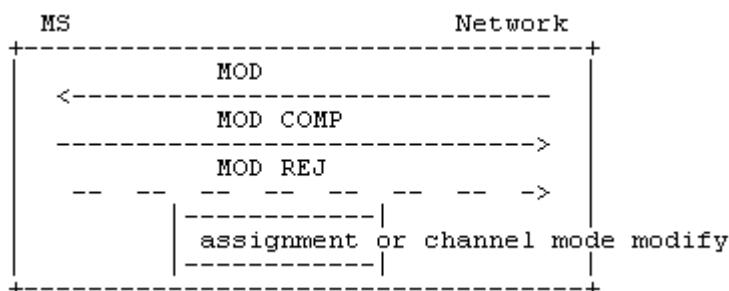 MS Network
MOD
MOD COMP
MOD REJ
assignment or channel mode modify